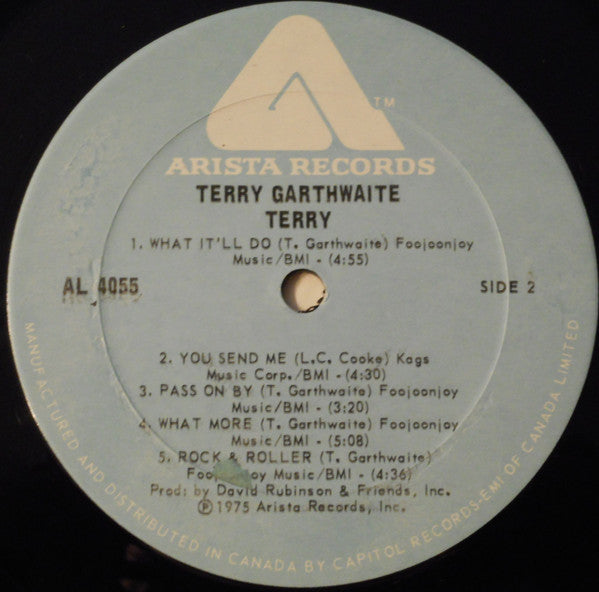 TM
ARISTA RECORDS
TERRY GARTHWAITE
TERRY
1. WHAT IT'LL DO (T. Garthwaite) Foojoonjoy
Music/BMI - (4:55)
AL 4055
SIDE 2
2. YOU SEND ME (L.C. Cooke) Kags
Music Corp./BMI - (4:30)
3. PASS ON BY (T. Garthwaite) Foojoonjoy
Music/BMI - (3:20)
4. WHAT MORE (T. Garthwaite) Foojoonjoy
Music/BMI - (5:08)
5. ROCK & ROLLER (T. Garthwaite)
Music/BMI - (4:36)
Prod: by David Rubinson & Friends, Inc.
Ⓟ 1975 Arista Records, Inc.
MANUFACTURED AND DISTRIBUTED IN CANADA BY CAPITOL RECORDS-EMI OF CANADA LIMITED